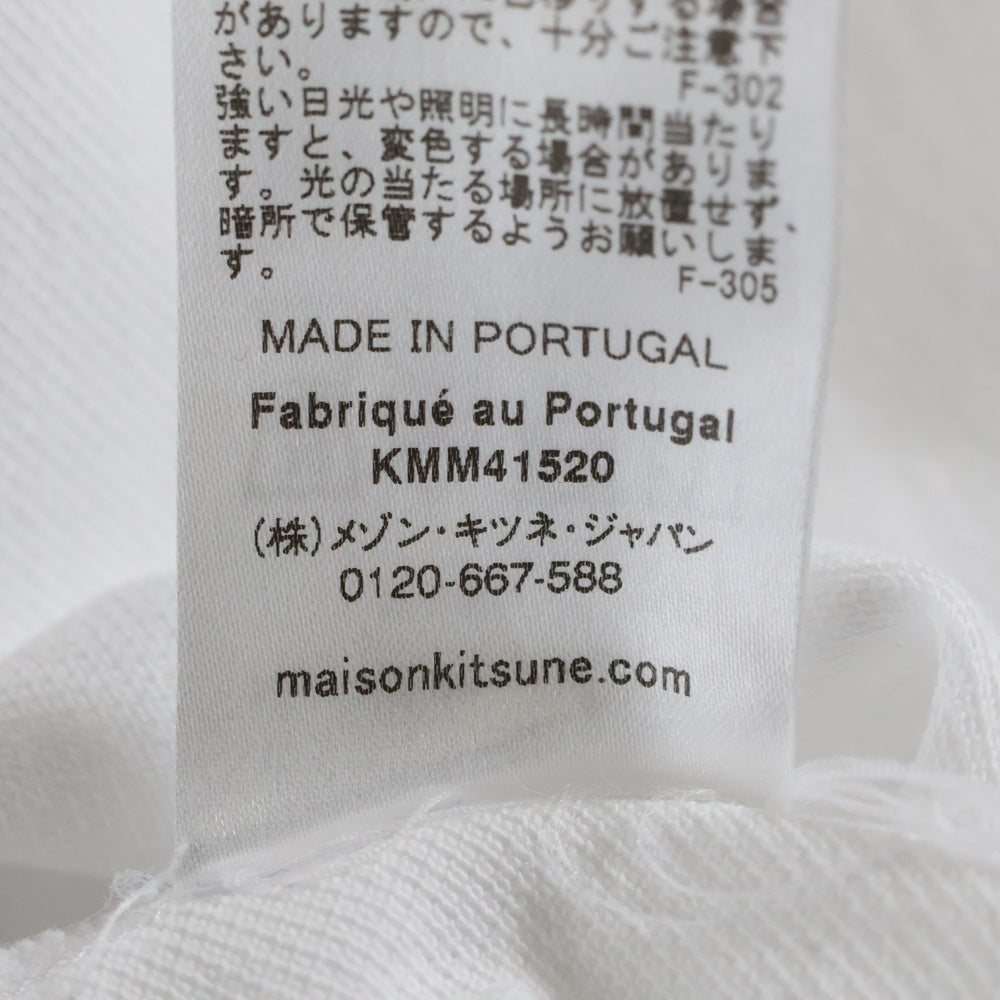 がありますので、十分ご注意下
さい。
F-302
強い日光や照明に長時間当たり
ますと、変色する場合がありま
す。光の当たる場所に放置せず、
暗所で保管するようお願いしま
す。
F-305
MADE IN PORTUGAL
Fabriqué au Portugal
KMM41520
(株)メゾン・キツネ・ジャパン
0120-667-588
maisonkitsune.com